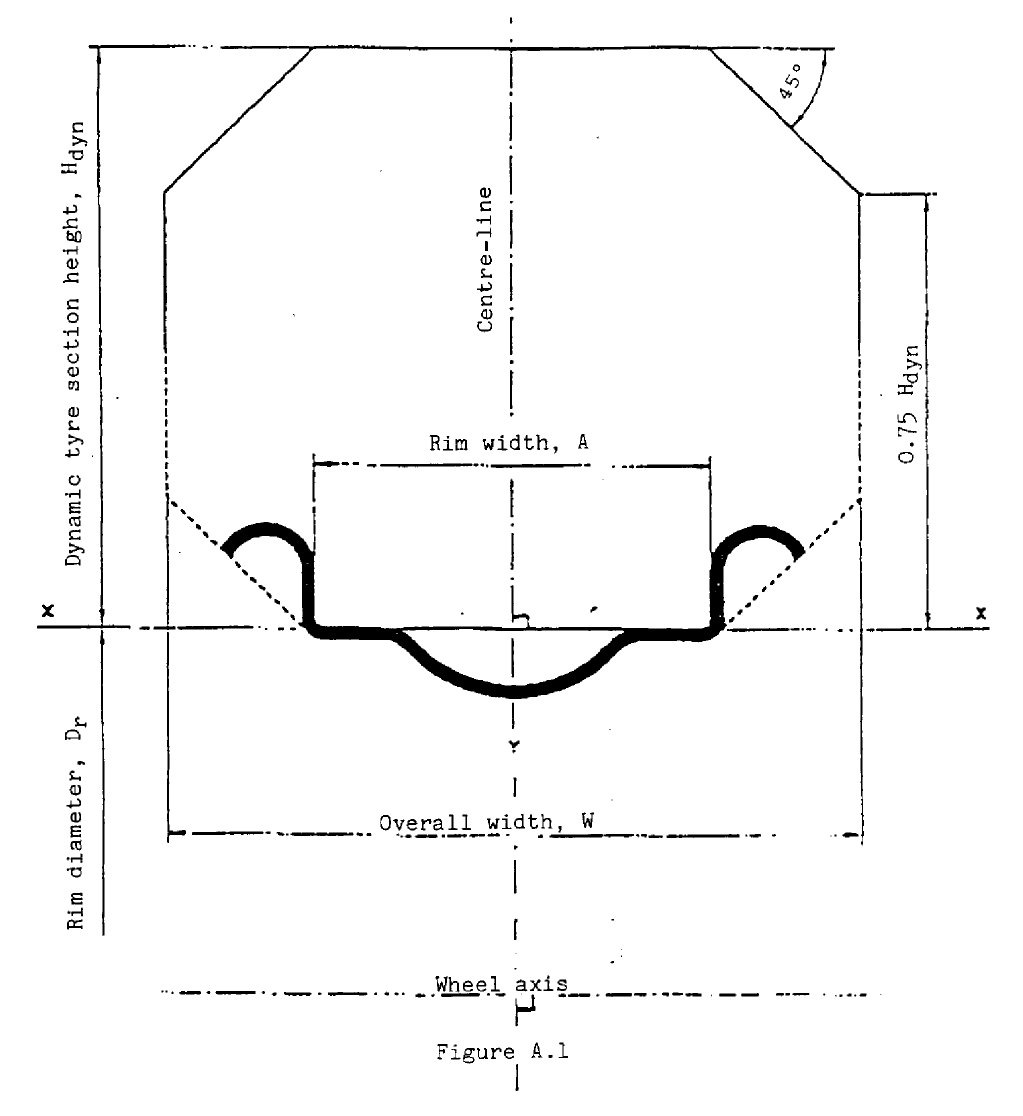 45°
Dynamic tyre section height, Hdyn
Centre-line
0.75 Hdyn
Rim width, A
X
X
Rim diameter, Dr
Y
Overall width, W
Wheel axis
Figure A.1